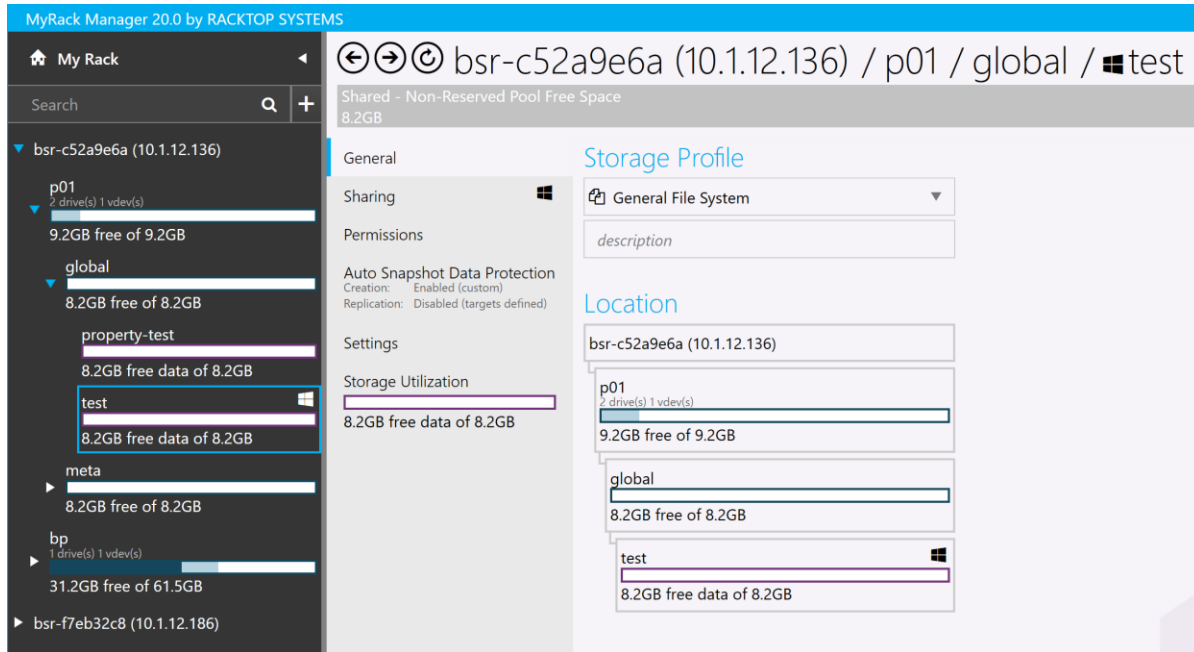 MyRack Manager 20.0 by RACKTOP SYSTEMS
My Rack
Search
bsr-c52a9e6a (10.1.12.136)
p01
2 drive(s) 1 vdev(s)
9.2GB free of 9.2GB
global
8.2GB free of 8.2GB
property-test
8.2GB free data of 8.2GB
test
8.2GB free data of 8.2GB
meta
8.2GB free of 8.2GB
bp
1 drive(s) 1 vdev(s)
31.2GB free of 61.5GB
bsr-f7eb32c8 (10.1.12.186)
bsr-c52a9e6a (10.1.12.136) / p01 / global / test
Shared - Non-Reserved Pool Free Space
8.2GB
General
Sharing
Permissions
Auto Snapshot Data Protection
Creation: Enabled (custom)
Replication: Disabled (targets defined)
Settings
Storage Utilization
8.2GB free data of 8.2GB
Storage Profile
General File System
description
Location
bsr-c52a9e6a (10.1.12.136)
p01
2 drive(s) 1 vdev(s)
9.2GB free of 9.2GB
global
8.2GB free of 8.2GB
test
8.2GB free data of 8.2GB